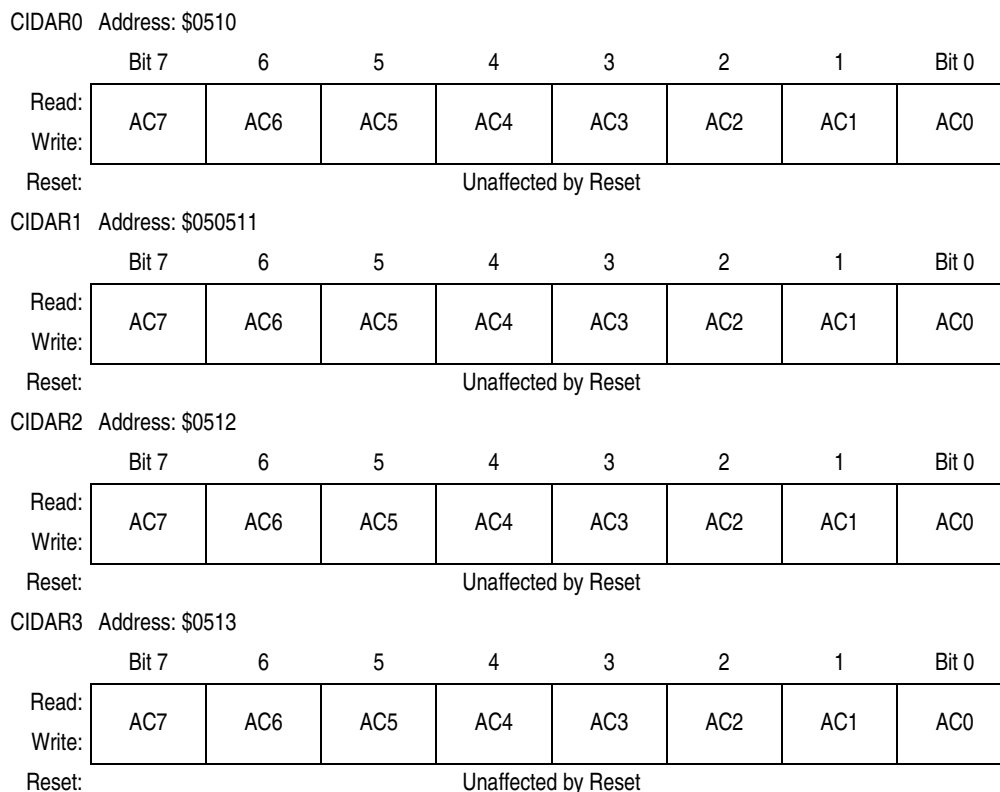 CIDAR0 Address: $0510
Bit 7 6 5 4 3 2 1 Bit 0
Read:
AC7 AC6 AC5 AC4 AC3 AC2 AC1 AC0
Write:
Reset: Unaffected by Reset
CIDAR1 Address: $050511
Bit 7 6 5 4 3 2 1 Bit 0
Read:
AC7 AC6 AC5 AC4 AC3 AC2 AC1 AC0
Write:
Reset: Unaffected by Reset
CIDAR2 Address: $0512
Bit 7 6 5 4 3 2 1 Bit 0
Read:
AC7 AC6 AC5 AC4 AC3 AC2 AC1 AC0
Write:
Reset: Unaffected by Reset
CIDAR3 Address: $0513
Bit 7 6 5 4 3 2 1 Bit 0
Read:
AC7 AC6 AC5 AC4 AC3 AC2 AC1 AC0
Write:
Reset: Unaffected by Reset